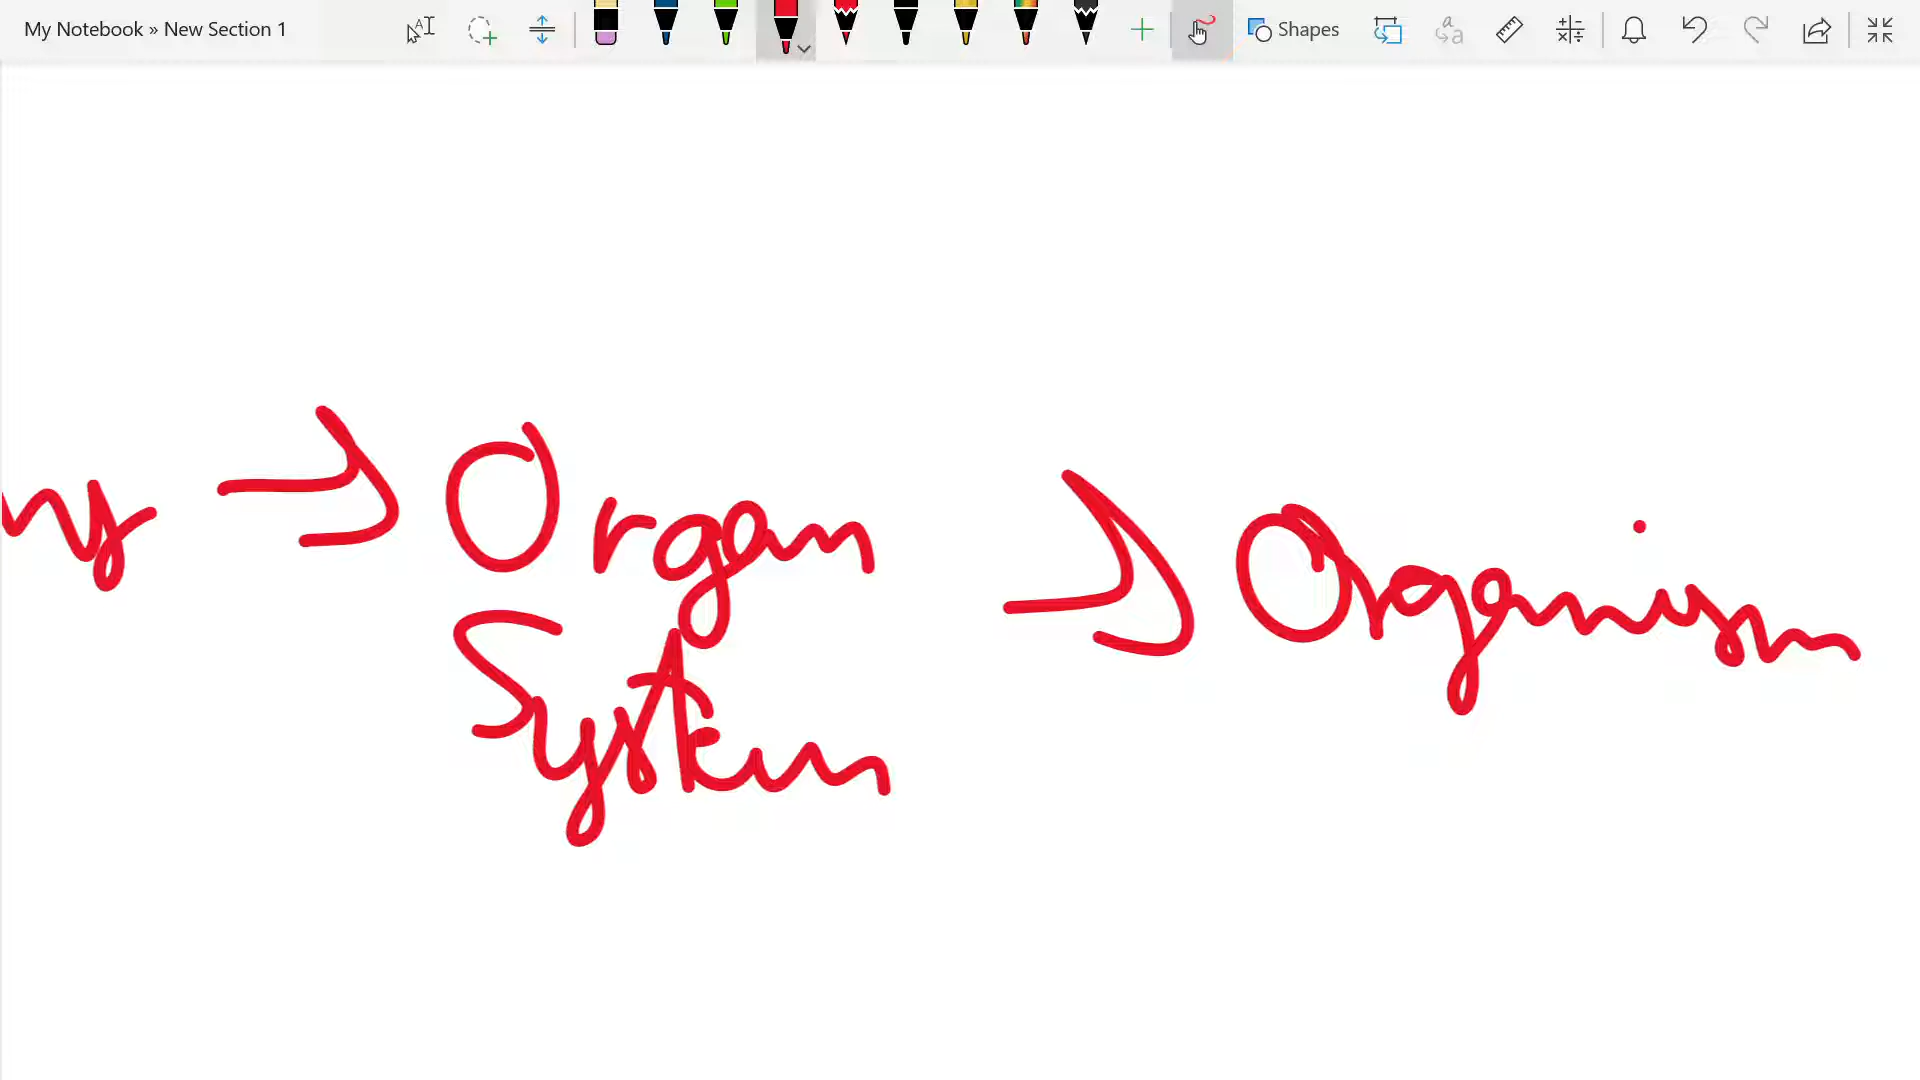 My Notebook » New Section 1
Shapes
→ Organ → Organism
System